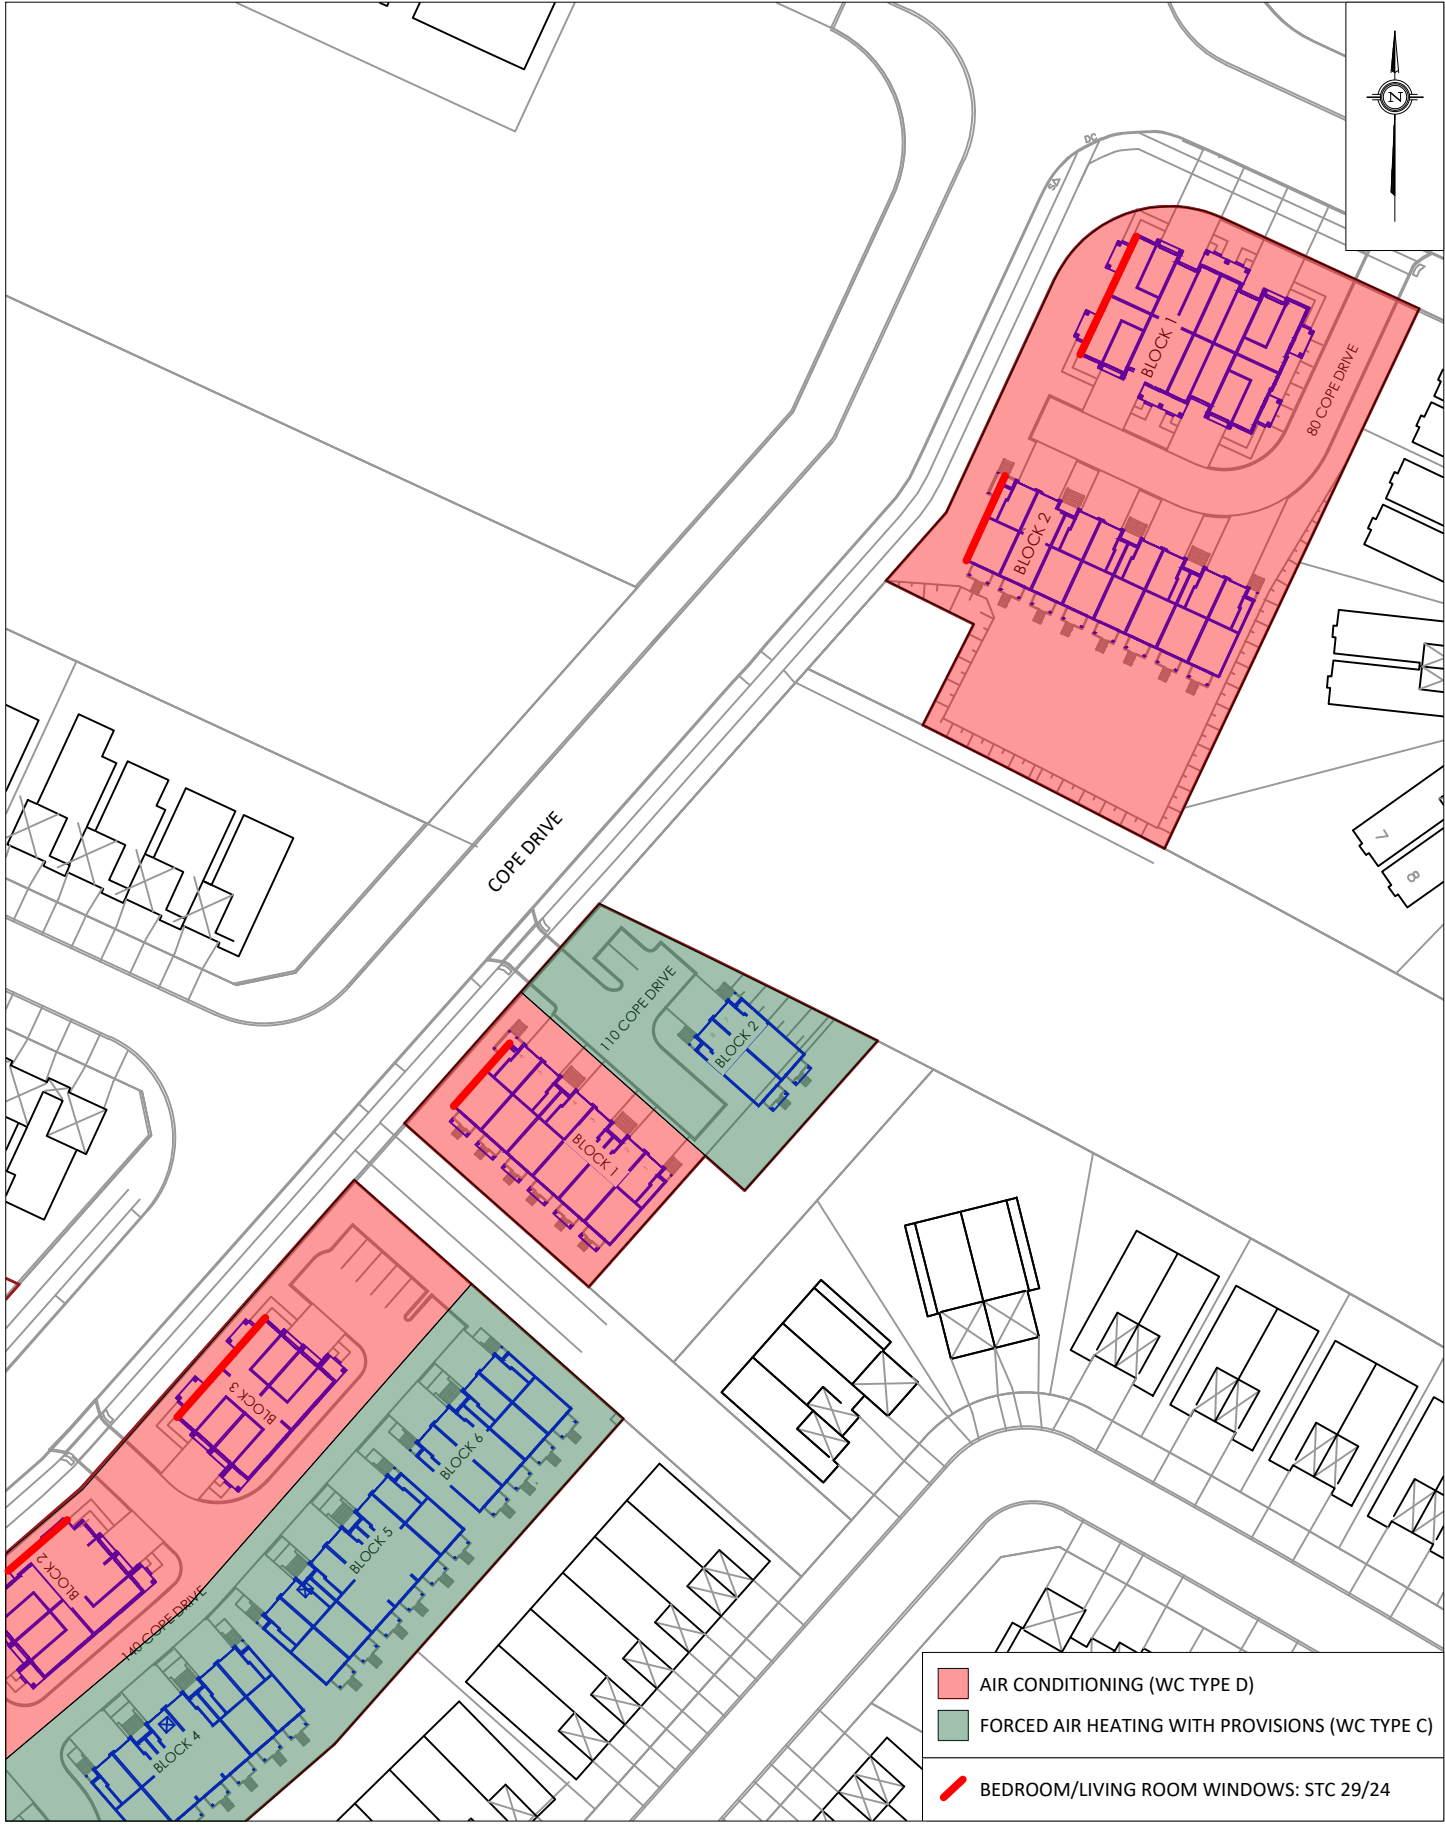 N
DC
BLOCK 1
80 COPE DRIVE
BLOCK 2
7
8
COPE DRIVE
110 COPE DRIVE
BLOCK 2
BLOCK 1
BLOCK 3
BLOCK 6
BLOCK 5
BLOCK 2
140 COPE DRIVE
BLOCK 4
AIR CONDITIONING (WC TYPE D)
FORCED AIR HEATING WITH PROVISIONS (WC TYPE C)
BEDROOM/LIVING ROOM WINDOWS: STC 29/24